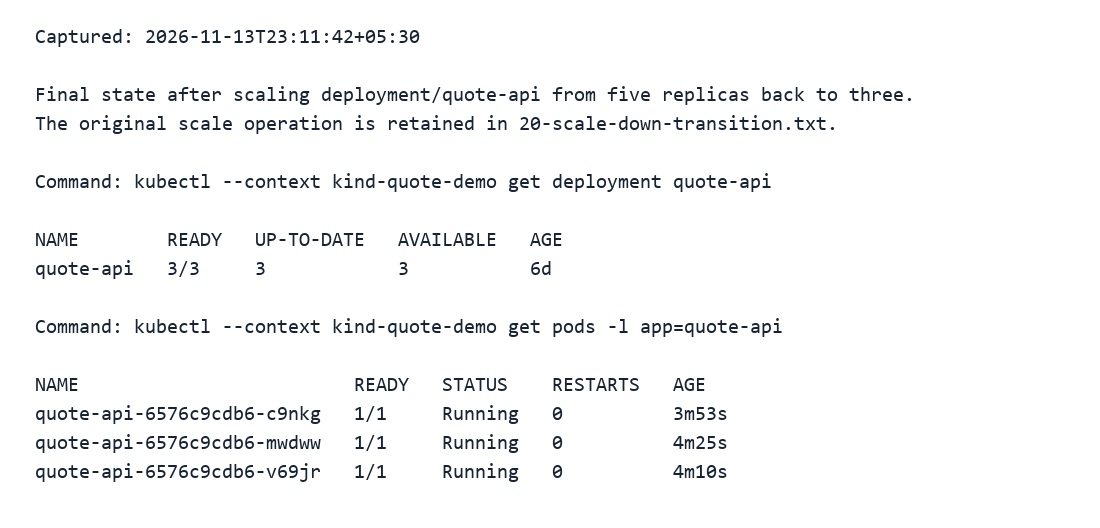 Captured: 2026-11-13T23:11:42+05:30
Final state after scaling deployment/quote-api from five replicas back to three.
The original scale operation is retained in 20-scale-down-transition.txt.
Command: kubectl --context kind-quote-demo get deployment quote-api
NAME        READY   UP-TO-DATE   AVAILABLE   AGE
quote-api   3/3     3            3           6d
Command: kubectl --context kind-quote-demo get pods -l app=quote-api
NAME                         READY   STATUS    RESTARTS   AGE
quote-api-6576c9cdb6-c9nkg   1/1     Running   0          3m53s
quote-api-6576c9cdb6-mwdww   1/1     Running   0          4m25s
quote-api-6576c9cdb6-v69jr   1/1     Running   0          4m10s